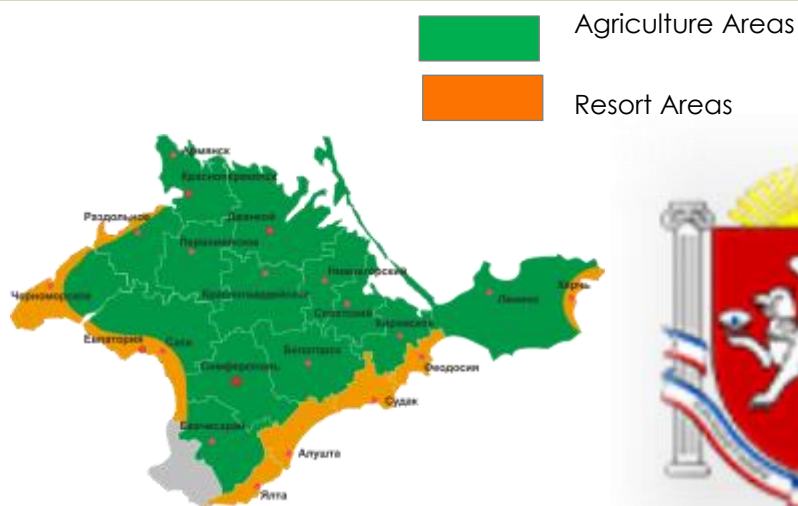 Agriculture Areas
Resort Areas
Армянск
Красноперекопск
Раздольное
Джанкой
Первомайское
Нижнегорский
Керчь
Черноморское
Красногвардейское
Ленино
Советский
Евпатория
Саки
Кировское
Белогорск
Симферополь
Феодосия
Судак
Бахчисарай
Алушта
Ялта